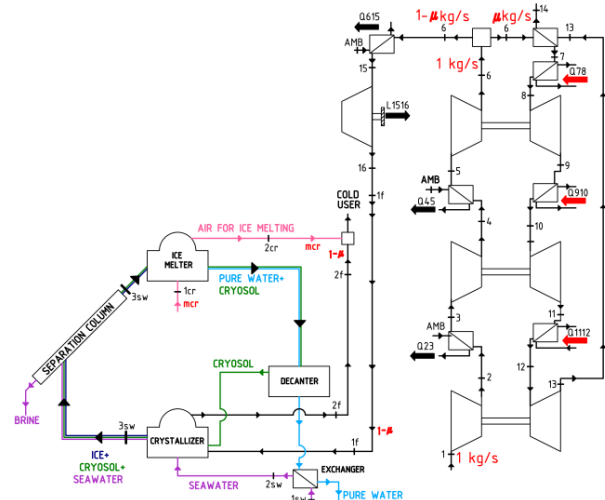 Q615
1-μkg/s
μkg/s
14
13
AMB
6
6
7
15
1 kg/s
6
Q78
8
L1516
16
5
9
AMB
COLD
USER
1f
Q45
4
Q910
10
AIR FOR ICE MELTING
2cr
mcr
1-μ
2f
ICE
MELTER
3sw
1cr
mcr
PURE WATER+
CRYOSOL
3
11
AMB
Q1112
Q23
12
13
2
SEPARATION COLUMN
CRYOSOL
DECANTER
BRINE
3sw
2f
1-μ
CRYSTALLIZER
1f
ICE+
CRYOSOL+
SEAWATER
SEAWATER
2sw
EXCHANGER
1sw
PURE WATER
1
1 kg/s